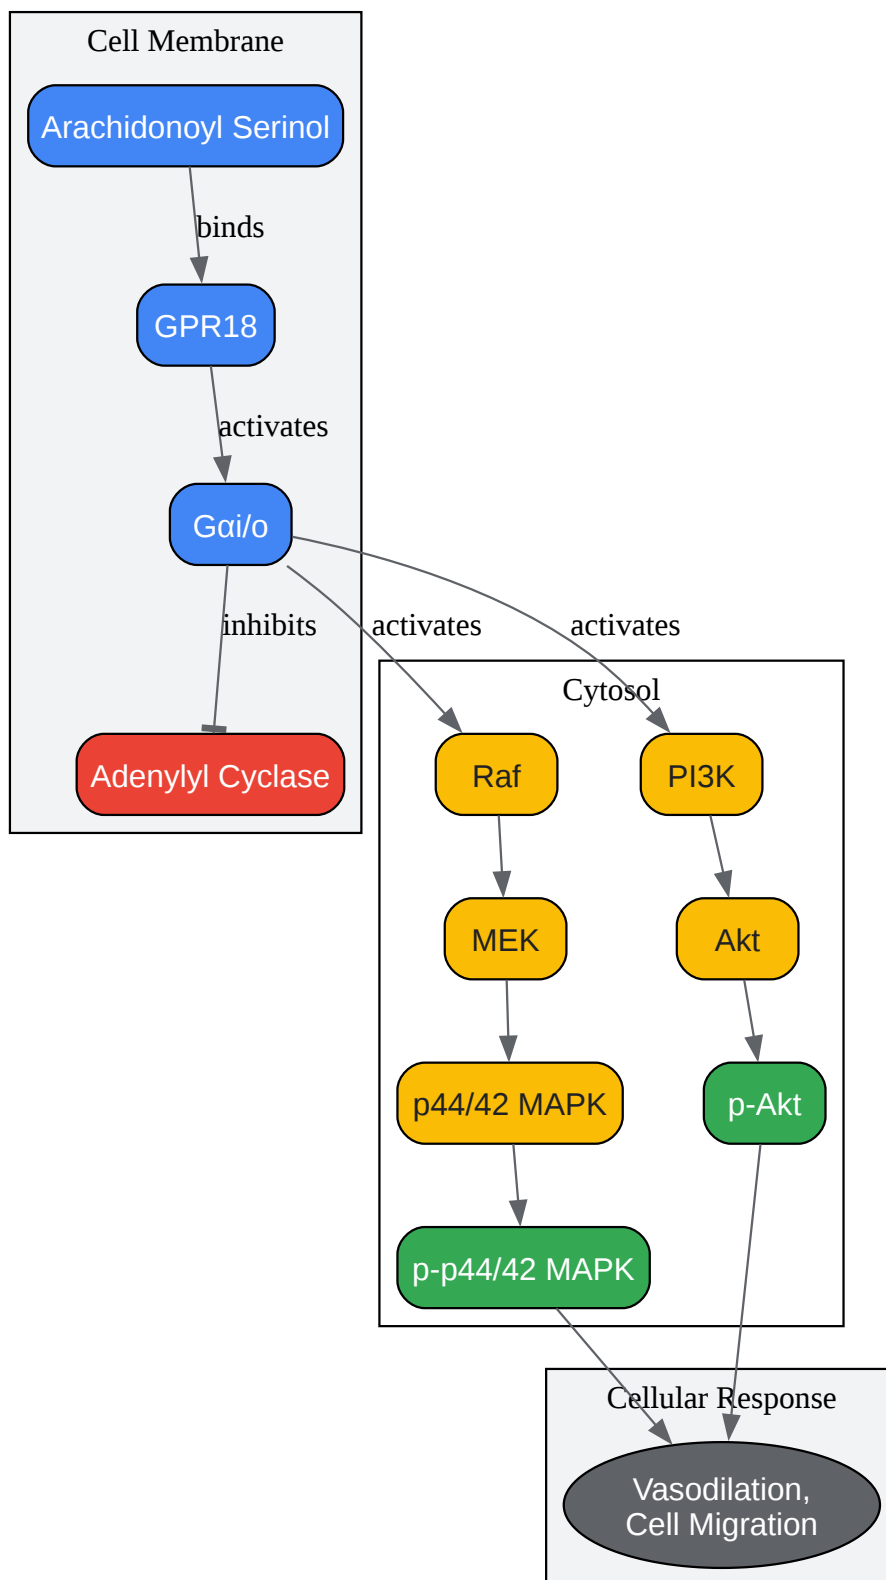 Cell Membrane
Arachidonoyl Serinol
binds
GPR18
activates
Gαi/o
inhibits
activates
activates
Cytosol
Adenylyl Cyclase
Raf
PI3K
MEK
Akt
p44/42 MAPK
p-Akt
p-p44/42 MAPK
Cellular Response
Vasodilation,
Cell Migration